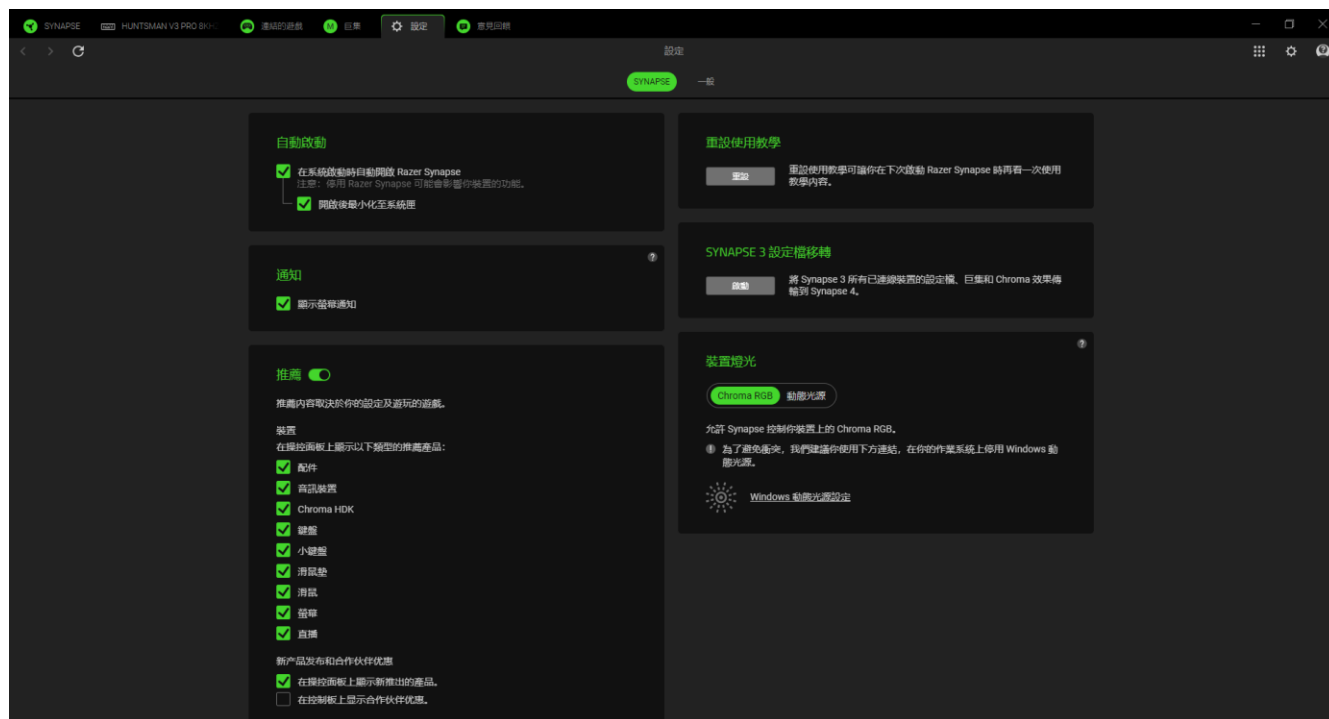 SYNAPSE
HUNTSMAN V3 PRO 8KHZ
連結的遊戲
巨集
設定
意見回饋
設定
SYNAPSE
一般
自動啟動
在系統啟動時自動開啟 Razer Synapse
注意：停用 Razer Synapse 可能會影響你裝置的功能。
開啟後最小化至系統匣
通知
顯示螢幕通知
推薦
推薦內容取決於你的設定及遊玩的遊戲。
裝置
在操控面板上顯示以下類型的推薦產品：
配件
音訊裝置
Chroma HDK
鍵盤
小鍵盤
滑鼠墊
滑鼠
螢幕
直播
新产品发布和合作伙伴优惠
在操控面板上顯示新推出的產品。
在控制板上显示合作伙伴优惠。
重設使用教學
重設
重設使用教學可讓你在下次啟動 Razer Synapse 時再看一次使用
教學內容。
SYNAPSE 3 設定檔移轉
啟動
將 Synapse 3 所有已連線裝置的設定檔、巨集和 Chroma 效果傳
輸到 Synapse 4。
裝置燈光
Chroma RGB
動態光源
允許 Synapse 控制你裝置上的 Chroma RGB。
為了避免衝突，我們建議你使用下方連結，在你的作業系統上停用 Windows 動
態光源。
Windows 動態光源設定